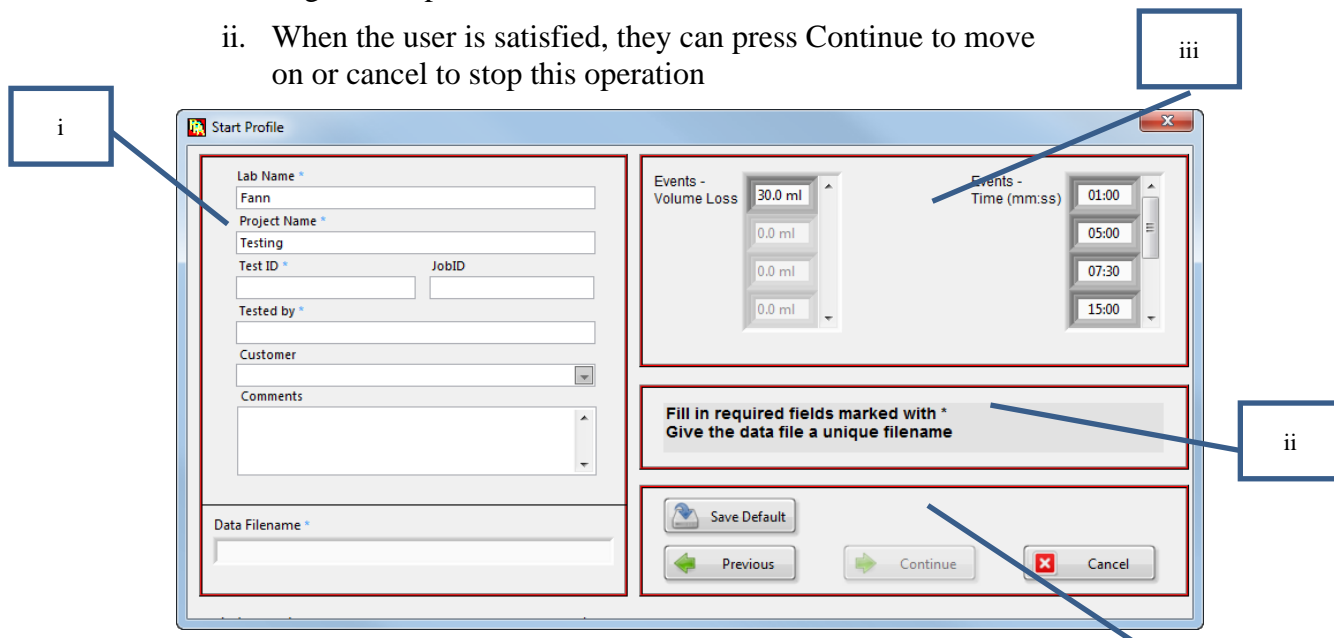 ii. When the user is satisfied, they can press Continue to move
on or cancel to stop this operation
iii
i
Start Profile
x
Lab Name *
Fann
Project Name *
Testing
Test ID * JobID
Tested by *
Customer
Comments
Data Filename *
Events -
Volume Loss
30.0 ml
0.0 ml
0.0 ml
0.0 ml
Events -
Time (mm:ss)
01:00
05:00
07:30
15:00
Fill in required fields marked with *
Give the data file a unique filename
ii
Save Default
Previous Continue Cancel